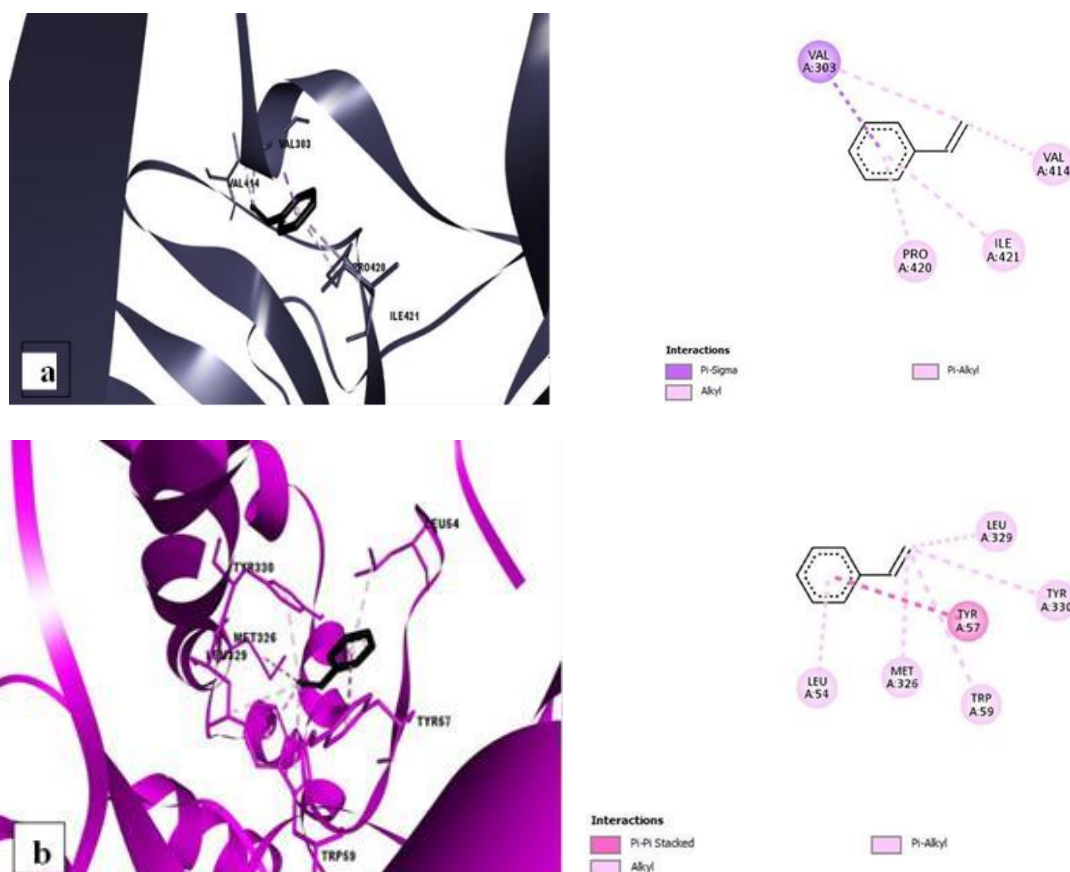 VAL303
VAL414
PRO420
ILE421
a
VAL
A:303
VAL
A:414
PRO
A:420
ILE
A:421
Interactions
Pi-Sigma
Alkyl
Pi-Alkyl
LEU54
TYR330
MET326
LEU329
TYR57
TRP59
b
LEU
A:329
TYR
A:330
TYR
A:57
LEU
A:54
MET
A:326
TRP
A:59
Interactions
Pi-Pi Stacked
Alkyl
Pi-Alkyl